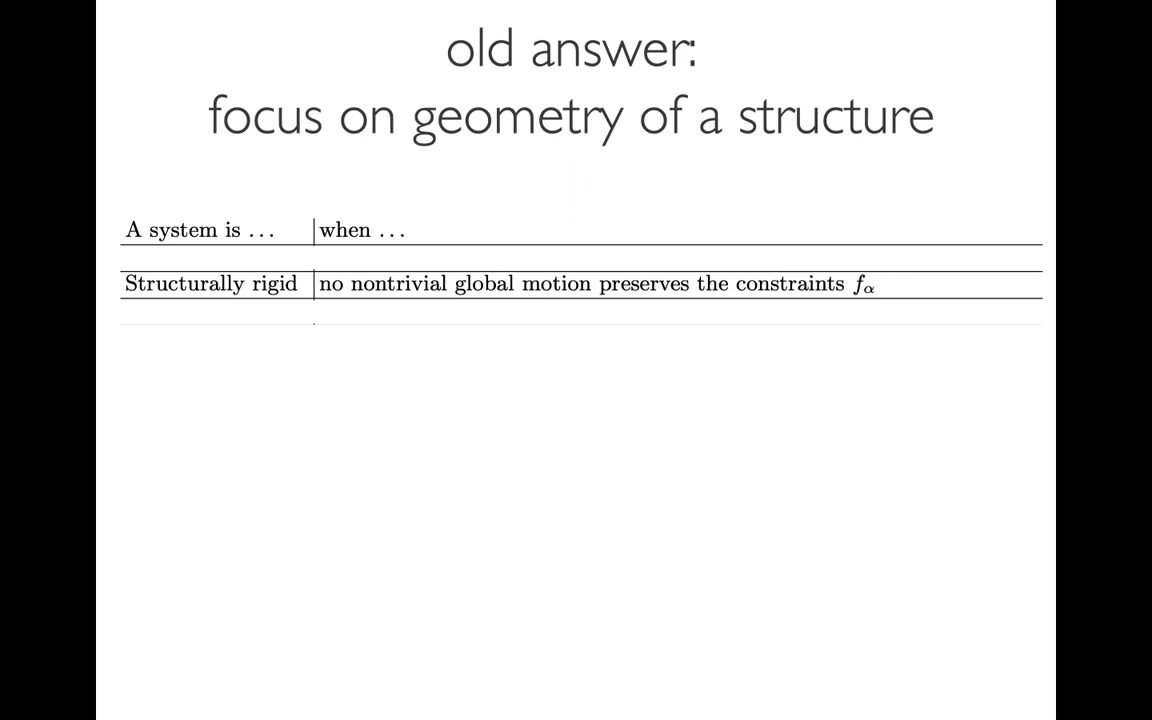 old answer:
focus on geometry of a structure
A system is ... when ...
Structurally rigid no nontrivial global motion preserves the constraints fα